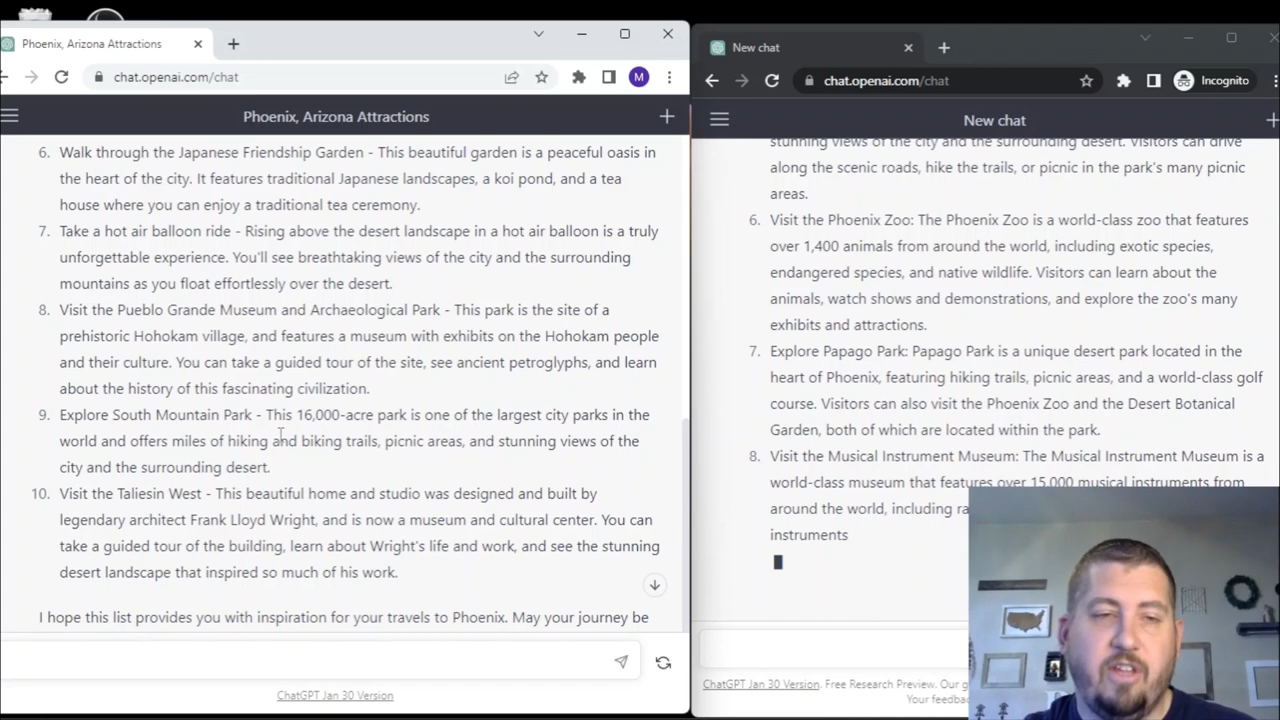 Phoenix, Arizona Attractions
chat.openai.com/chat
M
Phoenix, Arizona Attractions
6. Walk through the Japanese Friendship Garden - This beautiful garden is a peaceful oasis in
the heart of the city. It features traditional Japanese landscapes, a koi pond, and a tea
house where you can enjoy a traditional tea ceremony.
7. Take a hot air balloon ride - Rising above the desert landscape in a hot air balloon is a truly
unforgettable experience. You'll see breathtaking views of the city and the surrounding
mountains as you float effortlessly over the desert.
8. Visit the Pueblo Grande Museum and Archaeological Park - This park is the site of a
prehistoric Hohokam village, and features a museum with exhibits on the Hohokam people
and their culture. You can take a guided tour of the site, see ancient petroglyphs, and learn
about the history of this fascinating civilization.
9. Explore South Mountain Park - This 16,000-acre park is one of the largest city parks in the
world and offers miles of hiking and biking trails, picnic areas, and stunning views of the
city and the surrounding desert.
10. Visit the Taliesin West - This beautiful home and studio was designed and built by
legendary architect Frank Lloyd Wright, and is now a museum and cultural center. You can
take a guided tour of the building, learn about Wright's life and work, and see the stunning
desert landscape that inspired so much of his work.
I hope this list provides you with inspiration for your travels to Phoenix. May your journey be
ChatGPT Jan 30 Version
New chat
chat.openai.com/chat
Incognito
New chat
stunning views of the city and the surrounding desert. Visitors can drive
along the scenic roads, hike the trails, or picnic in the park's many picnic
areas.
6. Visit the Phoenix Zoo: The Phoenix Zoo is a world-class zoo that features
over 1,400 animals from around the world, including exotic species,
endangered species, and native wildlife. Visitors can learn about the
animals, watch shows and demonstrations, and explore the zoo's many
exhibits and attractions.
7. Explore Papago Park: Papago Park is a unique desert park located in the
heart of Phoenix, featuring hiking trails, picnic areas, and a world-class golf
course. Visitors can also visit the Phoenix Zoo and the Desert Botanical
Garden, both of which are located within the park.
8. Visit the Musical Instrument Museum: The Musical Instrument Museum is a
world-class museum that features over 15,000 musical instruments from
around the world, including ra
instruments
ChatGPT Jan 30 Version. Free Research Preview. Our g
Your feedba